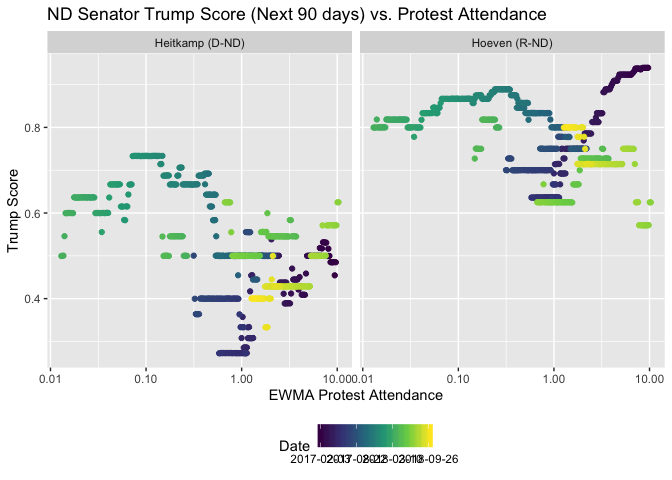 ND Senator Trump Score (Next 90 days) vs. Protest Attendance
Heitkamp (D-ND) Hoeven (R-ND)
Trump Score
0.8
0.6
0.4
0.01 0.10 1.00 10.00 0.01 0.10 1.00 10.00
EWMA Protest Attendance
Date
2017-02-03 2018-09-26